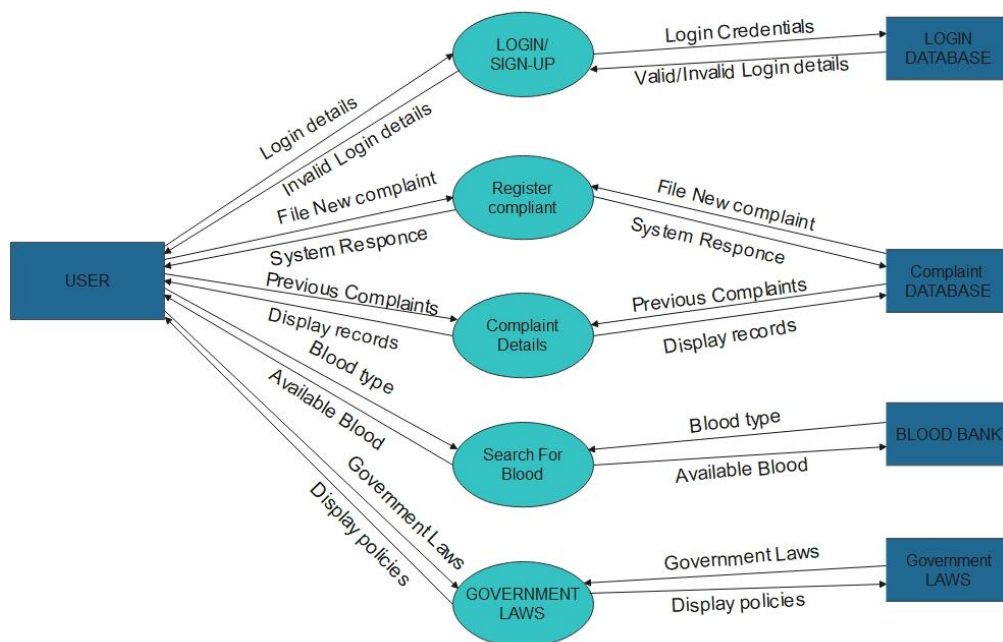 LOGIN/
SIGN-UP
Login Credentials
Valid/Invalid Login details
LOGIN
DATABASE
Login details
Invalid Login details
File New complaint
System Responce
Register
compliant
File New complaint
System Responce
USER
Previous Complaints
Display records
Complaint
Details
Previous Complaints
Display records
Complaint
DATABASE
Blood type
Available Blood
Search For
Blood
Blood type
Available Blood
BLOOD BANK
Government Laws
Display policies
GOVERNMENT
LAWS
Government Laws
Display policies
Government
LAWS